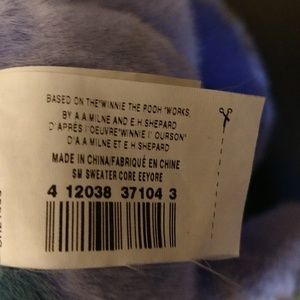 BASED ON THE "WINNIE THE POOH "WORKS,
BY A.A.MILNE AND E.H.SHEPARD
D'APRÈS l'OEUVRE"WINNIE l' OURSON"
D'A.A.MILNE ET E.H.SHEPARD
MADE IN CHINA/FABRIQUÉ EN CHINE
SM SWEATER CORE EEYORE
4 12038 37104 3